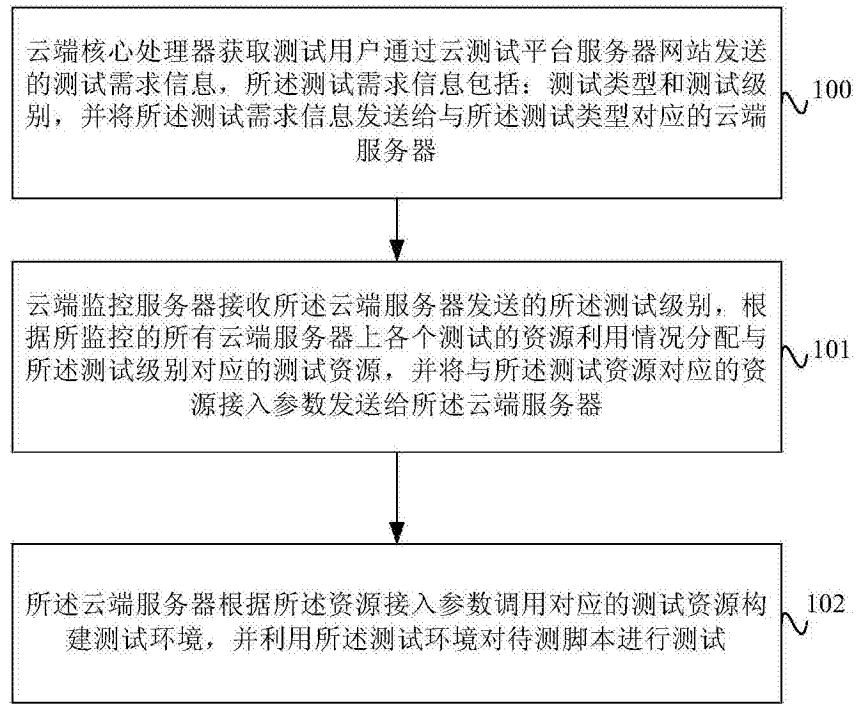 云端核心处理器获取测试用户通过云测试平台服务器网站发送
的测试需求信息，所述测试需求信息包括：测试类型和测试级
别，并将所述测试需求信息发送给与所述测试类型对应的云端
服务器
100
云端监控服务器接收所述云端服务器发送的所述测试级别，根
据所监控的所有云端服务器上各个测试的资源利用情况分配与
所述测试级别对应的测试资源，并将与所述测试资源对应的资
源接入参数发送给所述云端服务器
101
所述云端服务器根据所述资源接入参数调用对应的测试资源构
建测试环境，并利用所述测试环境对待测脚本进行测试
102